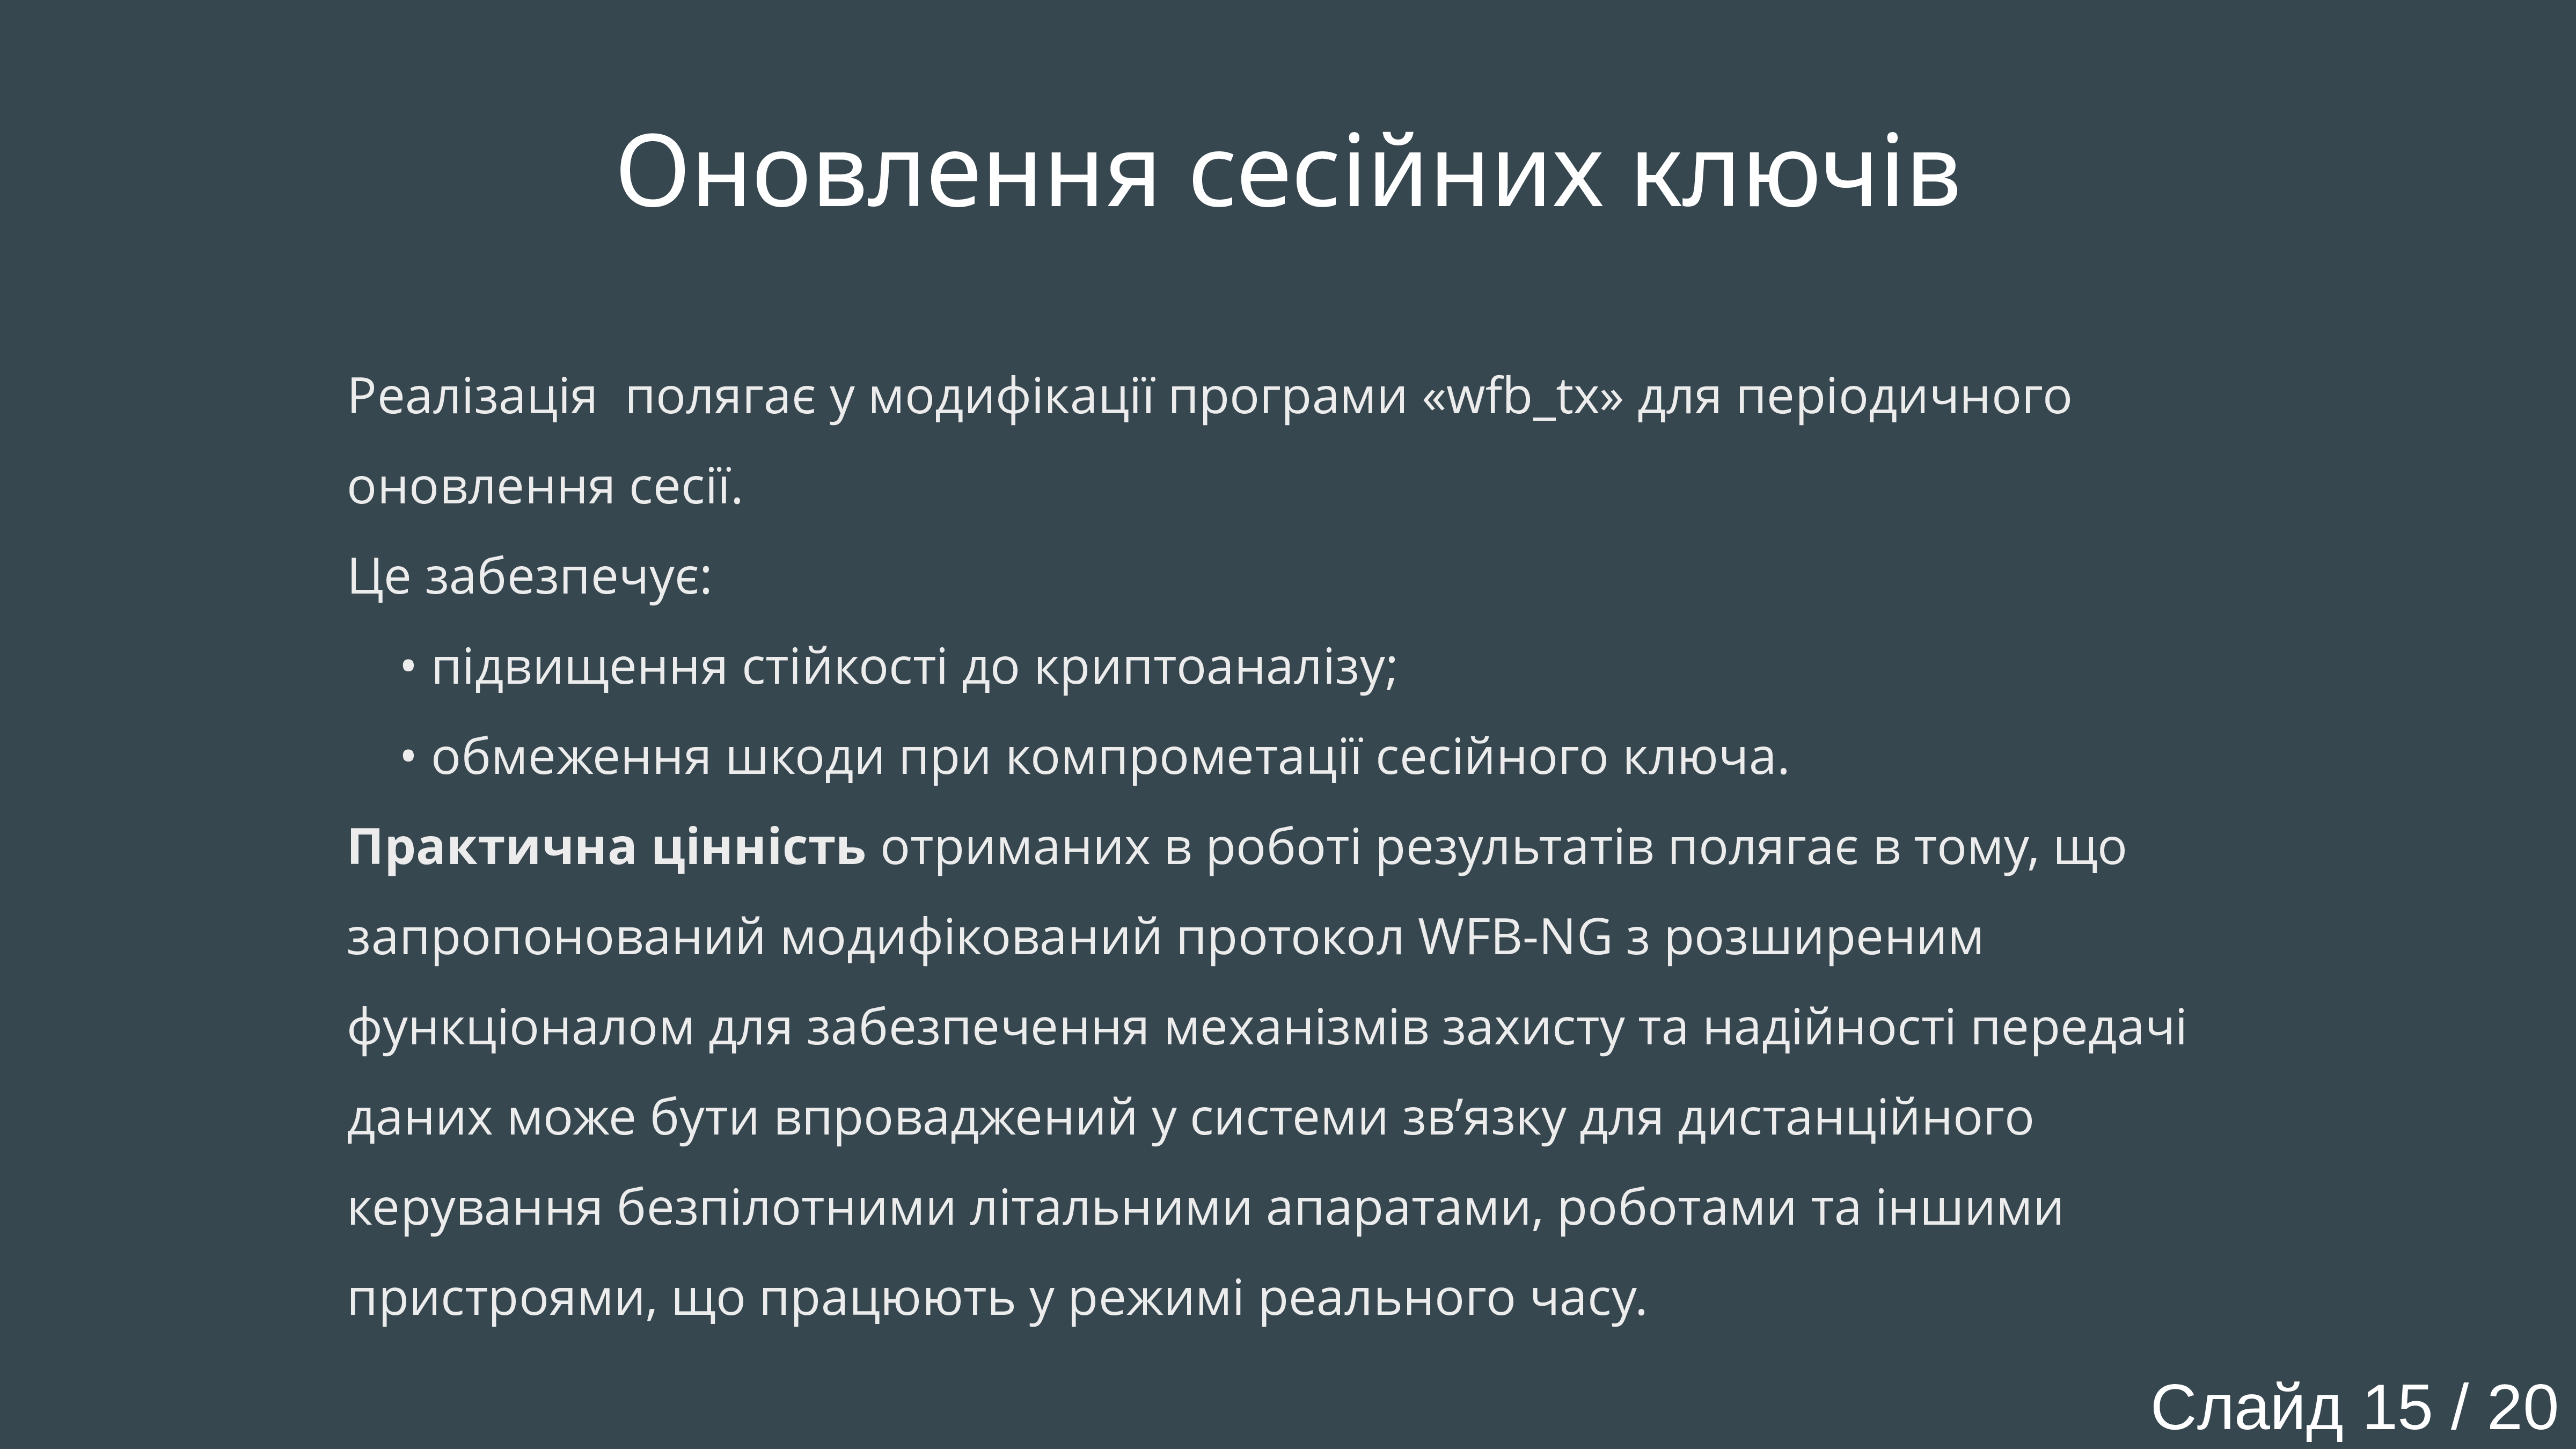 Оновлення сесійних ключів
Реалізація  полягає у модифікації програми «wfb_tx» для періодичного
оновлення сесії.
Це забезпечує:
• підвищення стійкості до криптоаналізу;
• обмеження шкоди при компрометації сесійного ключа.
Практична цінність отриманих в роботі результатів полягає в тому, що
запропонований модифікований протокол WFB-NG з розширеним
функціоналом для забезпечення механізмів захисту та надійності передачі
даних може бути впроваджений у системи зв’язку для дистанційного
керування безпілотними літальними апаратами, роботами та іншими
пристроями, що працюють у режимі реального часу.
Слайд 15 / 20